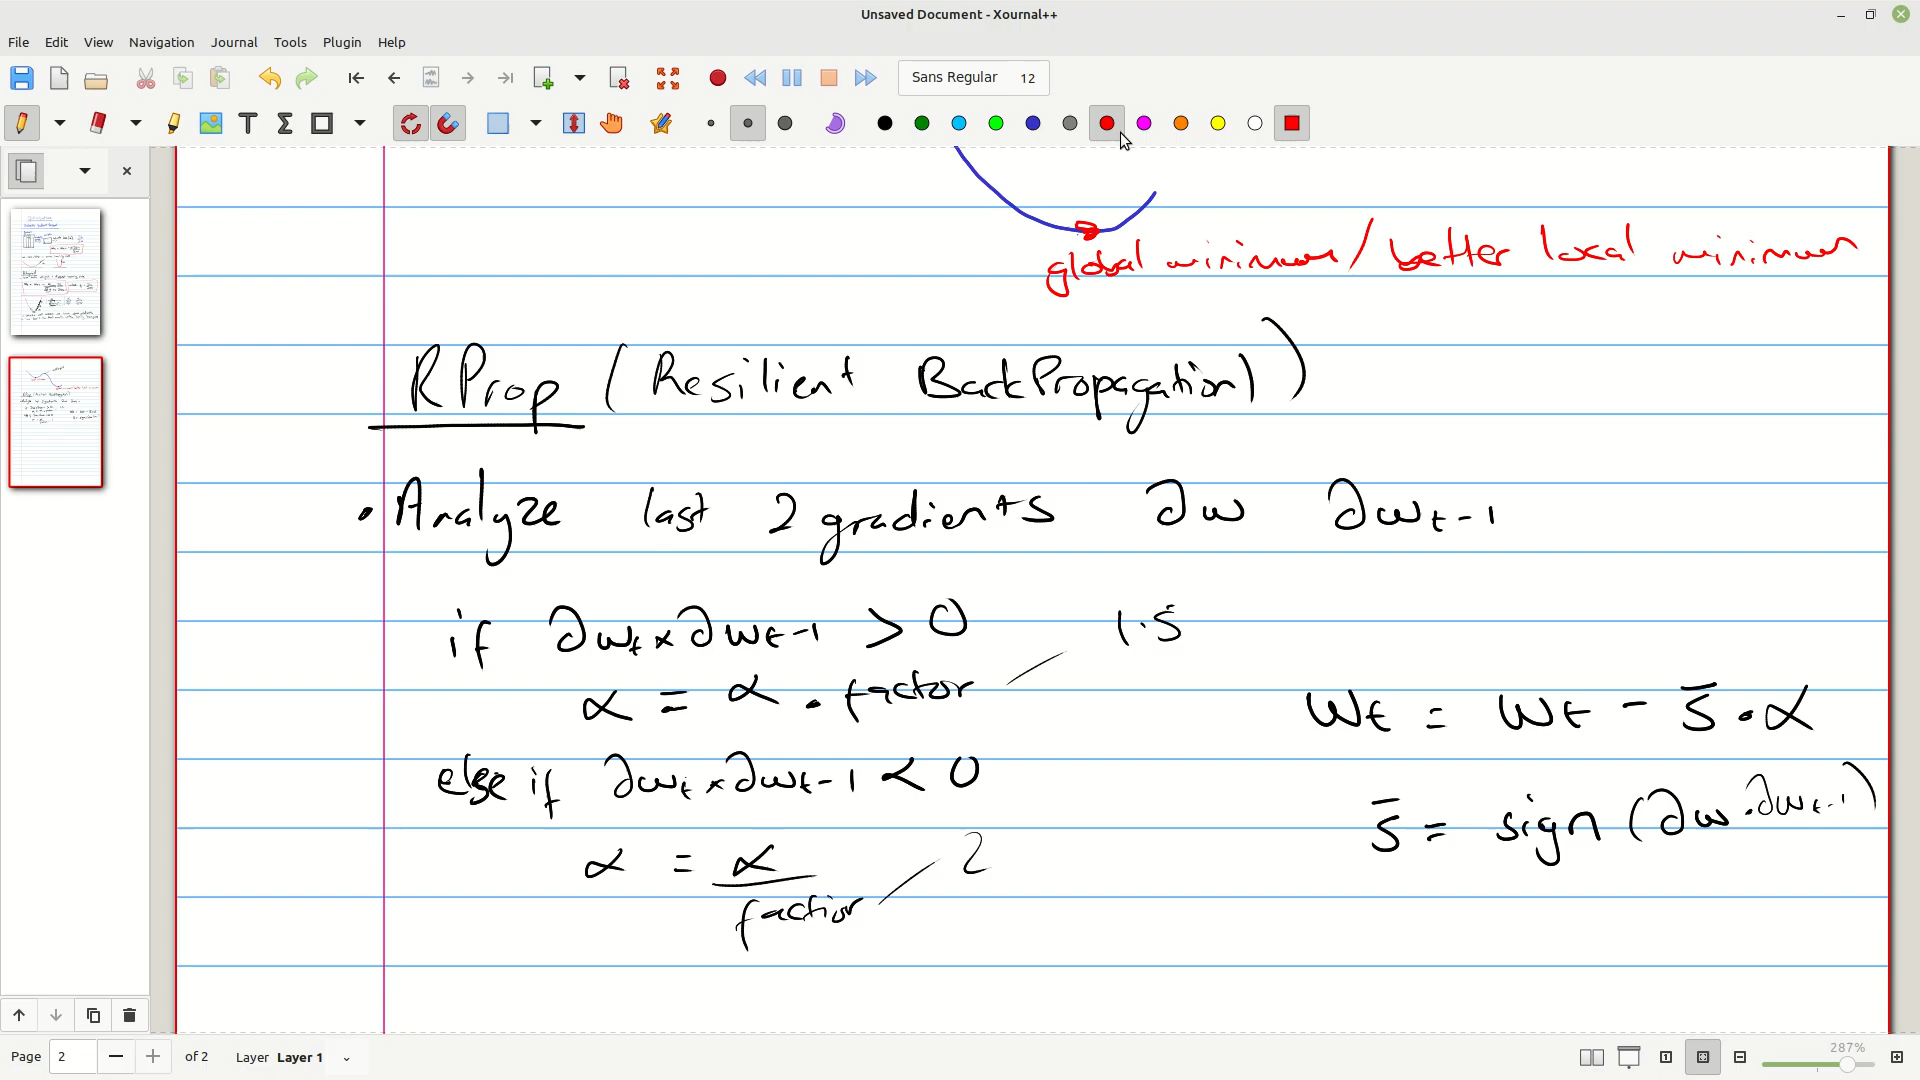 Unsaved Document - Xournal++
File Edit View Navigation Journal Tools Plugin Help
Sans Regular 12
global minimum / better local minimum
RProp (Resilient BackPropagation))
• Analyze last 2 gradients ∂w ∂wt-1
if ∂wt × ∂wt-1 > 0 1.5
α = α • factor
wt = wt - s̄ • α
else if ∂wt × ∂wt-1 < 0
s̄ = sign (∂w • ∂wt-1)
α = α / factor 2
Page 2 of 2 Layer Layer 1 287%